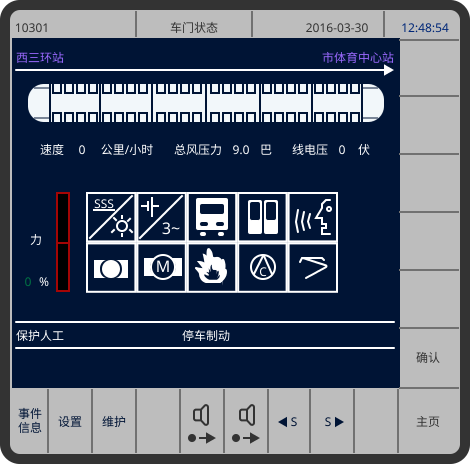 10301 车门状态 2016-03-30 12:48:54
西三环站 市体育中心站
速度 0 公里/小时 总风压力 9.0 巴 线电压 0 伏
SSS
3~
力
M
C
0 %
保护人工 停车制动
确认
事件
信息
设置 维护 S S 主页